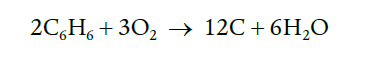 2C₆H₆ + 3O₂ → 12C + 6H₂O